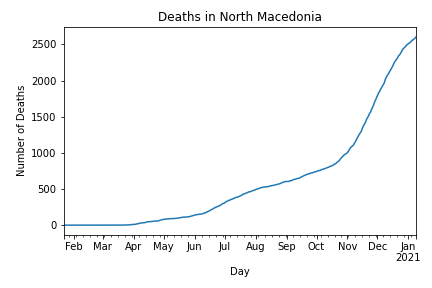 Deaths in North Macedonia
Number of Deaths
2500
2000
1500
1000
500
0
Feb Mar Apr May Jun Jul Aug Sep Oct Nov Dec Jan
2021
Day